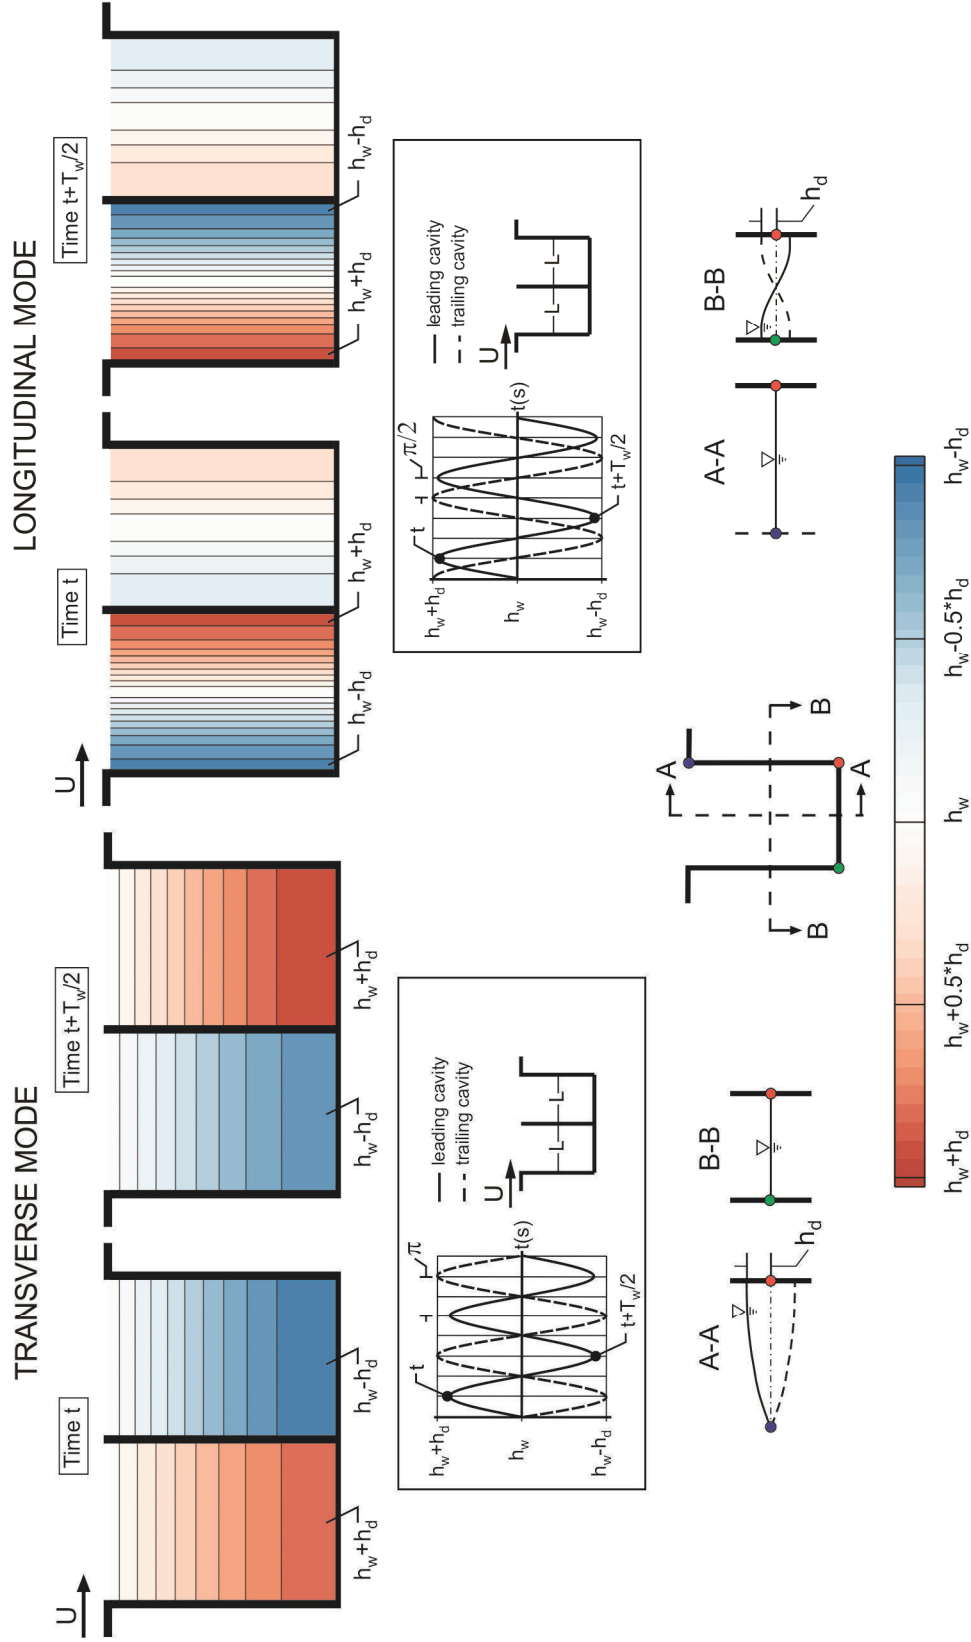 TRANSVERSE MODE
U
Time t
Time t+T_w/2
h_w+h_d
h_w-h_d
h_w-h_d
h_w+h_d
h_w+h_d
h_w
h_w-h_d
t
π
t(s)
t+T_w/2
leading cavity
trailing cavity
U
L
L
A-A
h_d
B-B
LONGITUDINAL MODE
U
Time t
Time t+T_w/2
h_w-h_d
h_w+h_d
h_w+h_d
h_w-h_d
h_w+h_d
h_w
h_w-h_d
t
π/2
t(s)
t+T_w/2
leading cavity
trailing cavity
U
L
L
A-A
B-B
h_d
A
A
B
B
h_w+h_d
h_w+0.5*h_d
h_w
h_w-0.5*h_d
h_w-h_d